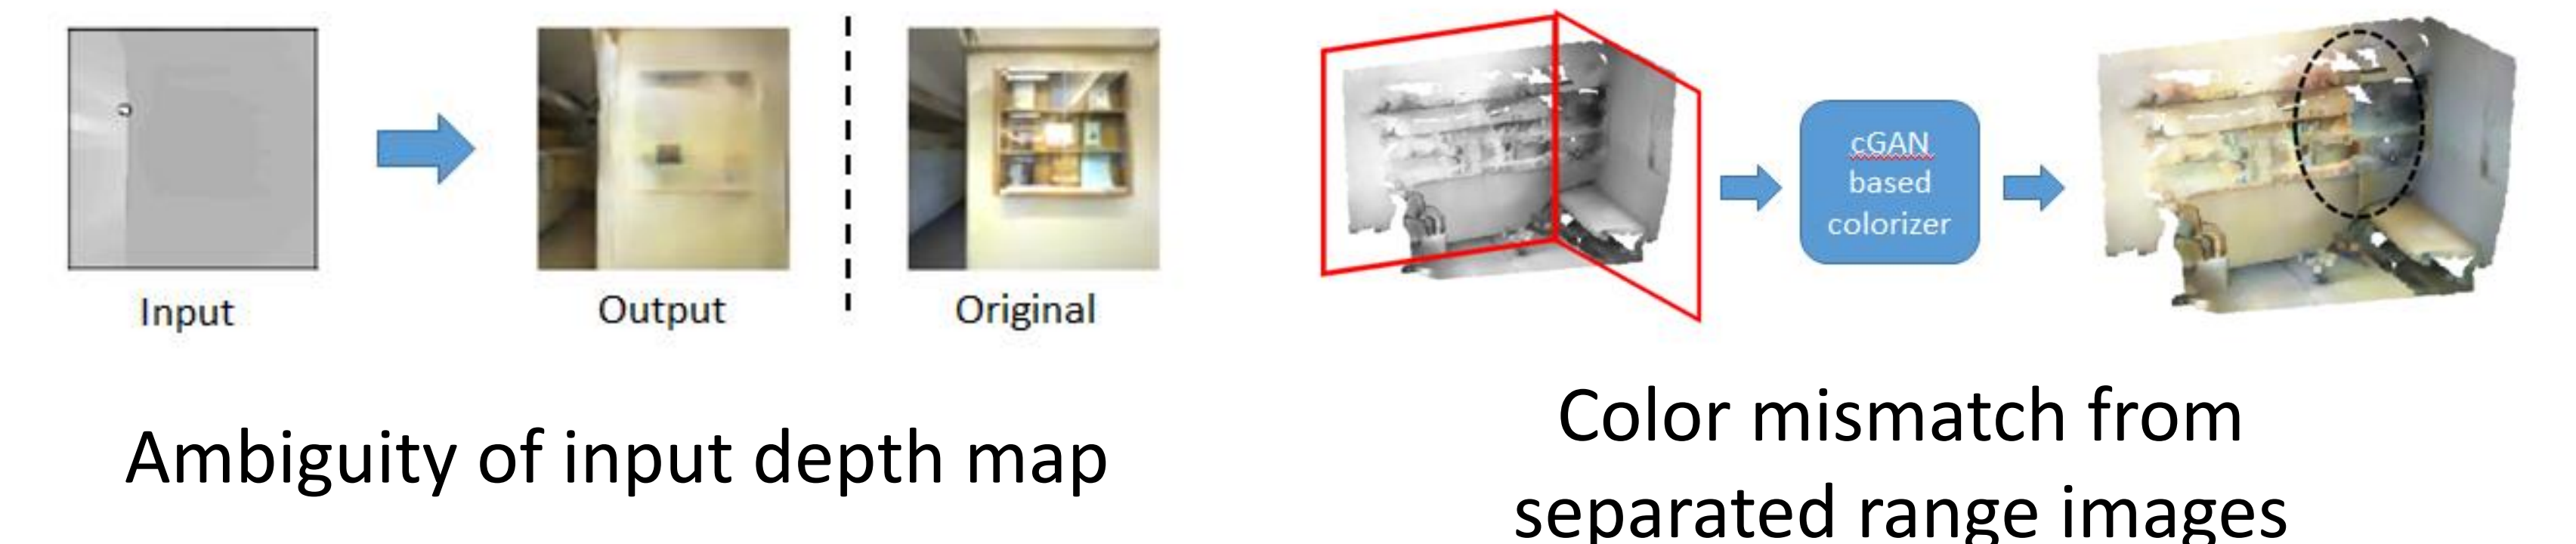 Input
Output
Original
Ambiguity of input depth map
cGAN
based
colorizer
Color mismatch from
separated range images